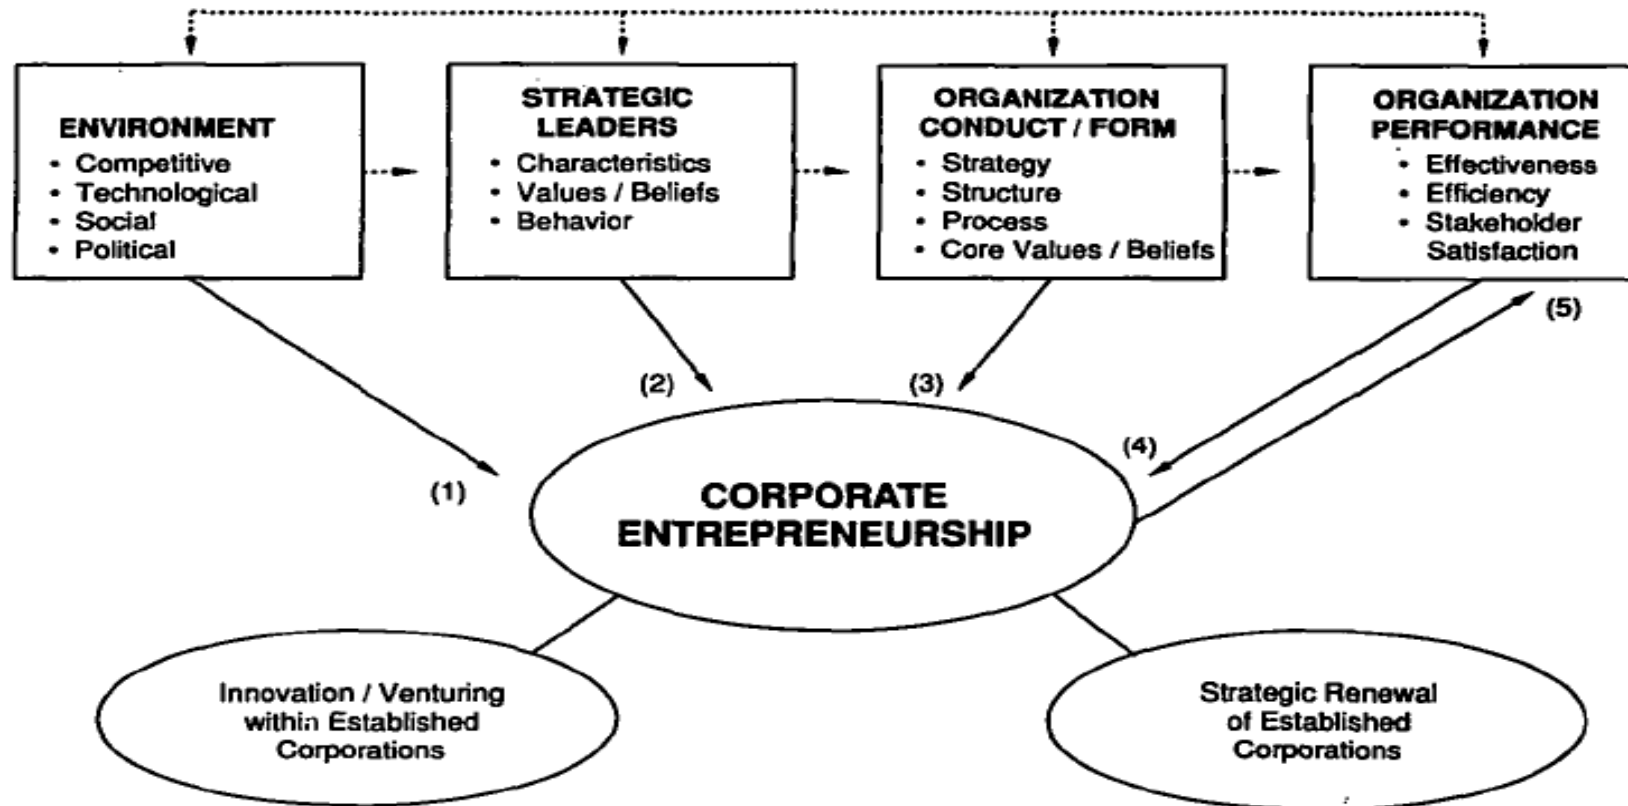 ENVIRONMENT
• Competitive
• Technological
• Social
• Political
STRATEGIC
LEADERS
• Characteristics
• Values / Beliefs
• Behavior
ORGANIZATION
CONDUCT / FORM
• Strategy
• Structure
• Process
• Core Values / Beliefs
ORGANIZATION
PERFORMANCE
• Effectiveness
• Efficiency
• Stakeholder
Satisfaction
(1)
(2)
(3)
(4)
(5)
CORPORATE
ENTREPRENEURSHIP
Innovation / Venturing
within Established
Corporations
Strategic Renewal
of Established
Corporations